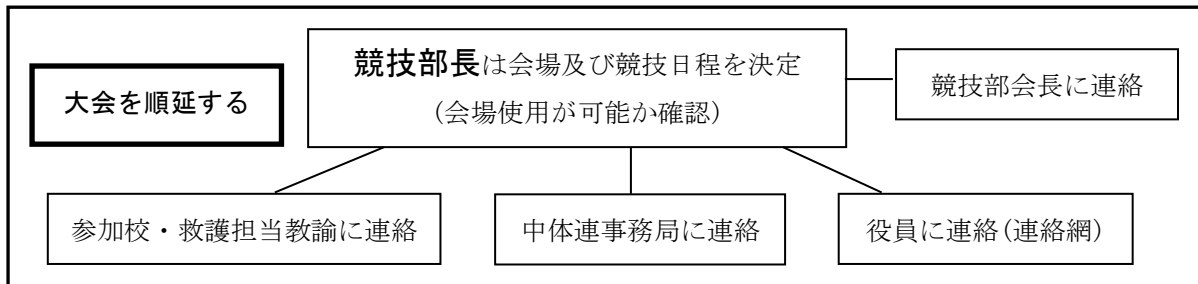 大会を順延する
競技部長は会場及び競技日程を決定
(会場使用が可能か確認)
競技部会長に連絡
参加校・救護担当教諭に連絡
中体連事務局に連絡
役員に連絡(連絡網)